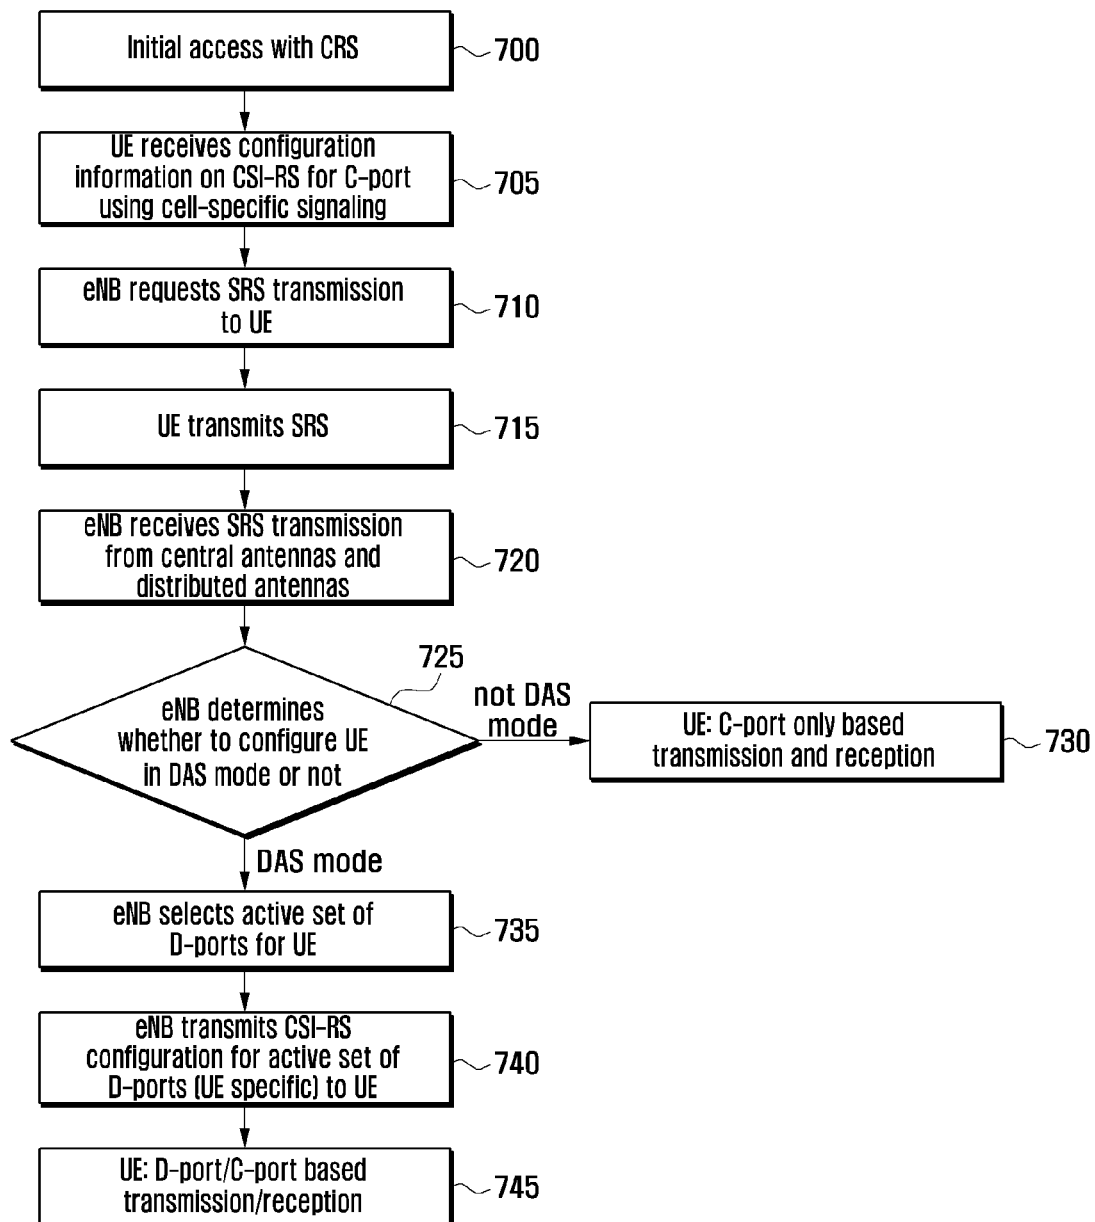 Initial access with CRS
700
UE receives configuration
information on CSI-RS for C-port
using cell-specific signaling
705
eNB requests SRS transmission
to UE
710
UE transmits SRS
715
eNB receives SRS transmission
from central antennas and
distributed antennas
720
725
eNB determines
whether to configure UE
in DAS mode or not
not DAS
mode
UE: C-port only based
transmission and reception
730
DAS mode
eNB selects active set of
D-ports for UE
735
eNB transmits CSI-RS
configuration for active set of
D-ports (UE specific) to UE
740
UE: D-port/C-port based
transmission/reception
745